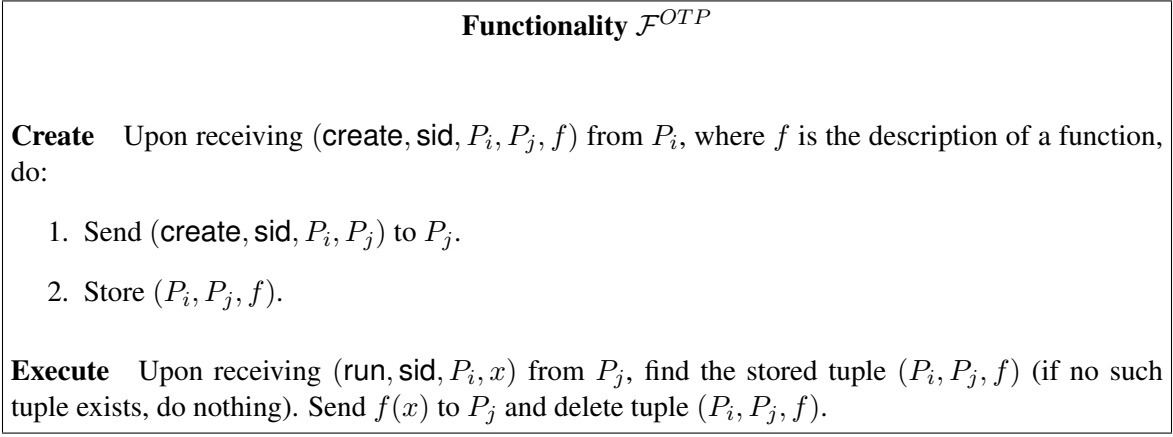 Functionality $\mathcal{F}^{OTP}$
Create Upon receiving (create, sid, $P_i$, $P_j$, $f$) from $P_i$, where $f$ is the description of a function,
do:
1. Send (create, sid, $P_i$, $P_j$) to $P_j$.
2. Store ($P_i$, $P_j$, $f$).
Execute Upon receiving (run, sid, $P_i$, $x$) from $P_j$, find the stored tuple ($P_i$, $P_j$, $f$) (if no such
tuple exists, do nothing). Send $f(x)$ to $P_j$ and delete tuple ($P_i$, $P_j$, $f$).